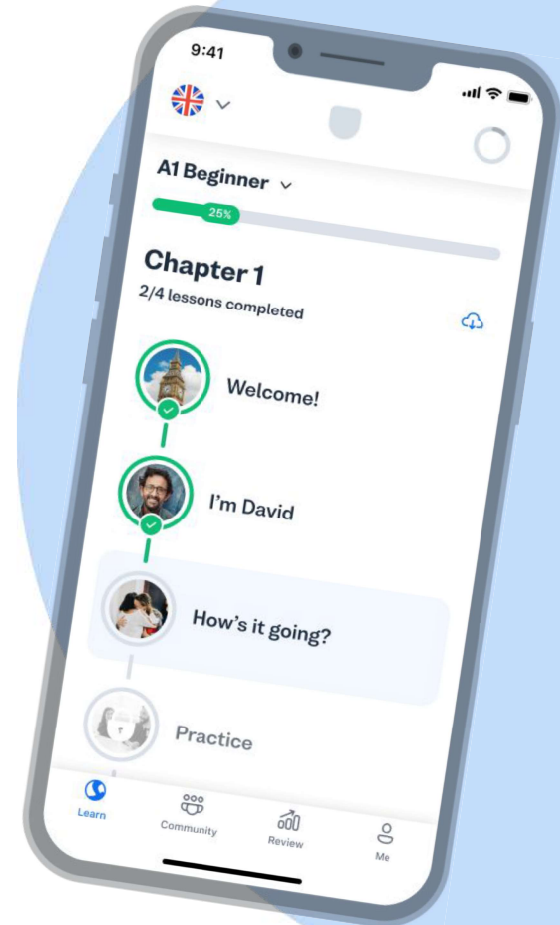 9:41
A1 Beginner
25%
Chapter 1
2/4 lessons completed
Welcome!
I'm David
How's it going?
Practice
Learn
Community
Review
Me